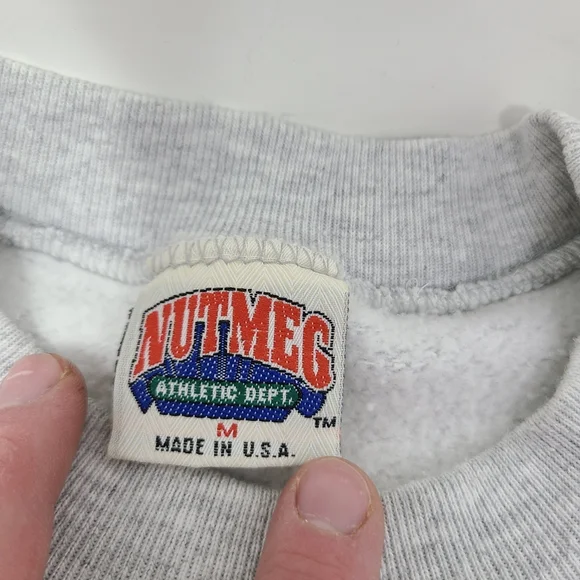 NUTMEG
ATHLETIC DEPT.
TM
M
MADE IN U.S.A.